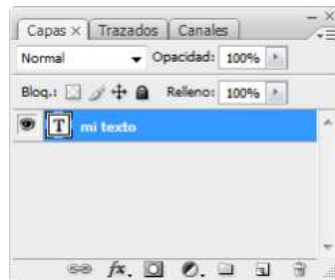 Capas × Trazados Canales
Normal Opacidad: 100%
Bloq.: Relleno: 100%
T mi texto
fx.